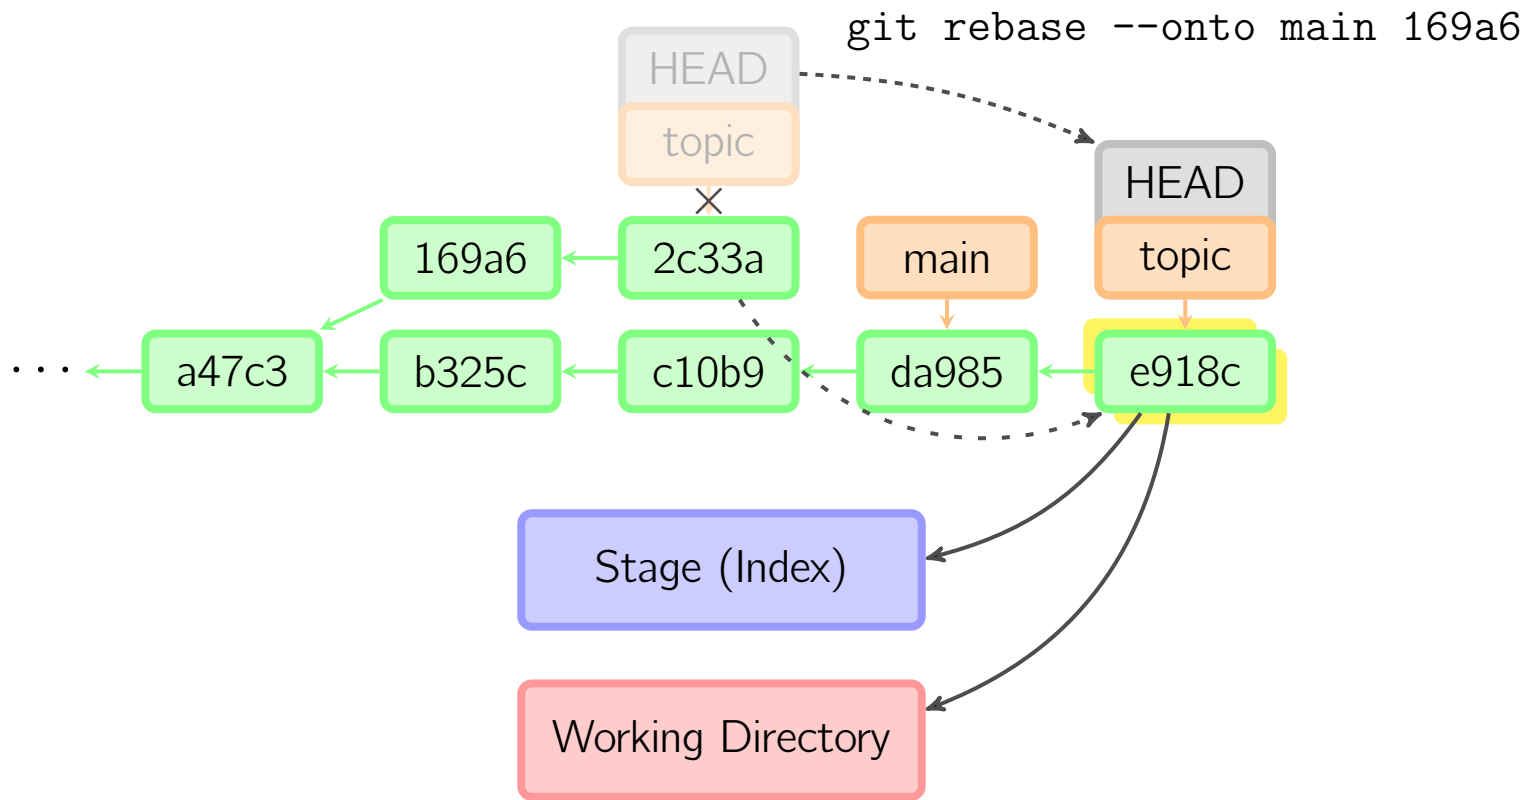 git rebase --onto main 169a6
HEAD
topic
HEAD
169a6
2c33a
main
topic
... a47c3
b325c
c10b9
da985
e918c
Stage (Index)
Working Directory